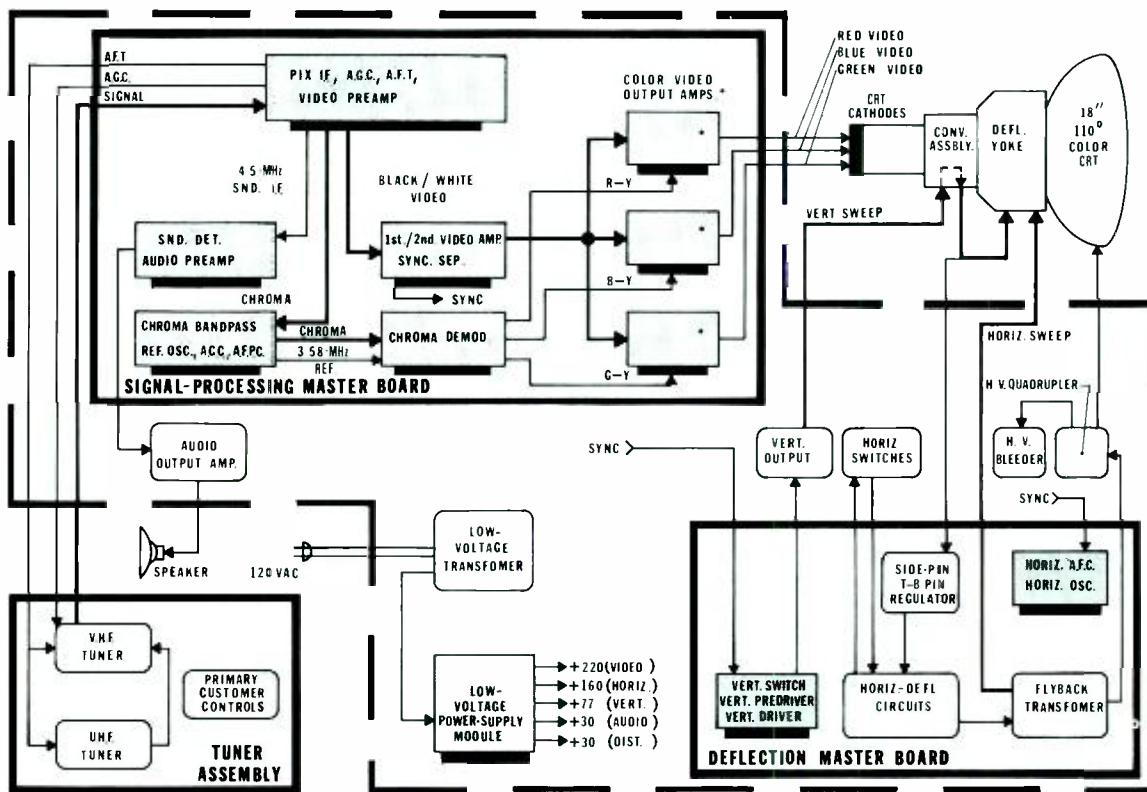 A.F.T
A.G.C.
SIGNAL
PIX IF, A.G.C., A.F.T,
VIDEO PREAMP
COLOR VIDEO
OUTPUT AMPS.*
RED VIDEO
BLUE VIDEO
GREEN VIDEO
CRT
CATHODES
CONV.
ASSBLY.
DEFL.
YOKE
18"
110°
COLOR
CRT
4.5-MHz
SND. I.F.
BLACK / WHITE
VIDEO
*
R-Y
SND. DET.
AUDIO PREAMP
1st./2nd. VIDEO AMP.
SYNC. SEP.
*
VERT SWEEP
B-Y
SYNC
CHROMA
CHROMA BANDPASS
REF. OSC., A.C.C., A.F.P.C.
CHROMA
3.58-MHz
REF
CHROMA DEMOD.
*
G-Y
HORIZ. SWEEP
SIGNAL-PROCESSING MASTER BOARD
H.V. QUADRUPLER
AUDIO
OUTPUT AMP.
SYNC
VERT.
OUTPUT
HORIZ
SWITCHES
H. V.
BLEEDER
SYNC
SPEAKER
120 VAC
LOW-
VOLTAGE
TRANSFOMER
SIDE-PIN
T-B PIN
REGULATOR
HORIZ. A.F.C.
HORIZ. OSC.
V.H.F.
TUNER
PRIMARY
CUSTOMER
CONTROLS
U.H.F.
TUNER
TUNER
ASSEMBLY
LOW-
VOLTAGE
POWER-SUPPLY
MODULE
+220 (VIDEO)
+160 (HORIZ.)
+77 (VERT.)
+30 (AUDIO)
+30 (DIST.)
VERT. SWITCH
VERT. PREDRIVER
VERT. DRIVER
HORIZ-DEFL
CIRCUITS
FLYBACK
TRANSFOMER
DEFLECTION MASTER BOARD